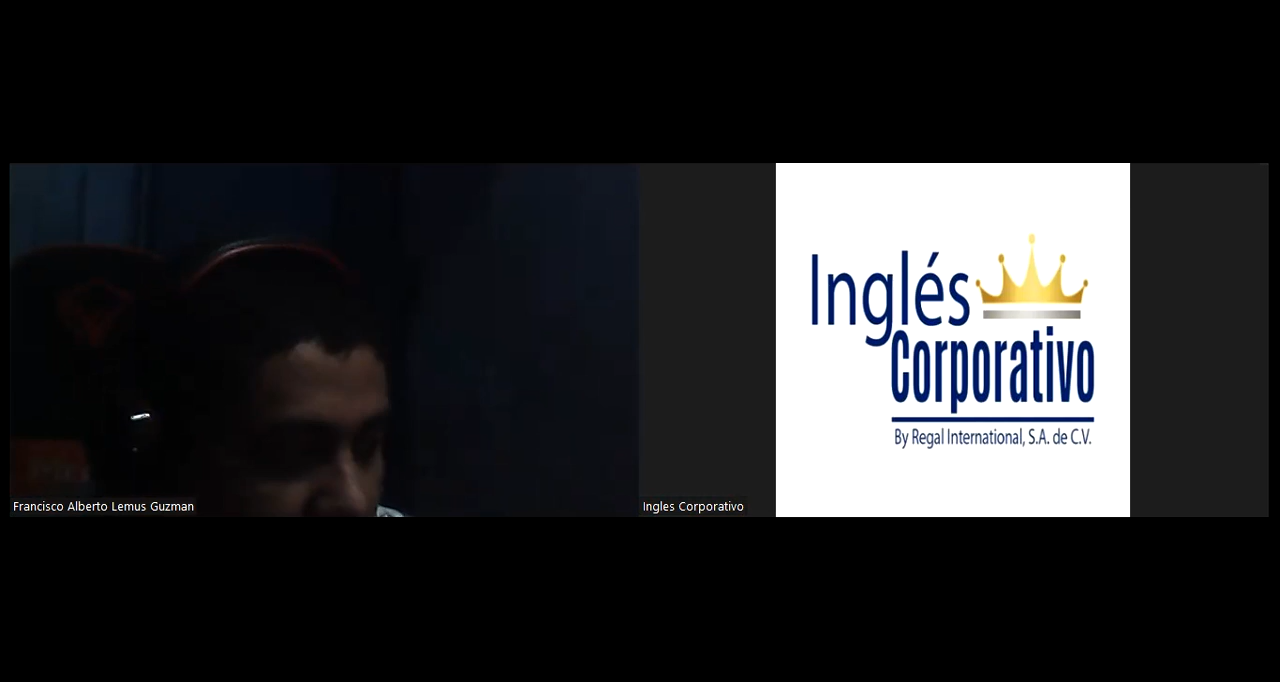 Inglés
Corporativo
By Regal International, S.A. de C.V.
Francisco Alberto Lemus Guzman
Ingles Corporativo